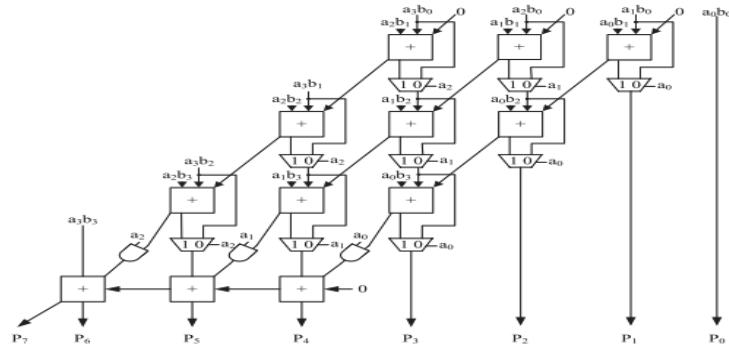 a₃b₀ a₂b₀ a₁b₀ a₀b₀
a₂b₁ 0 a₁b₁ 0 a₀b₁ 0
+ + +
1 0 a₂ 1 0 a₁ 1 0 a₀
a₃b₁
a₂b₂ a₁b₂ a₀b₂
+ + +
1 0 a₂ 1 0 a₁ 1 0 a₀
a₃b₂
a₂b₃ a₁b₃ a₀b₃
+ + +
a₃b₃ a₂ 1 0 a₂ a₁ 1 0 a₁ a₀ 1 0 a₀
+ + + 0
P₇ P₆ P₅ P₄ P₃ P₂ P₁ P₀